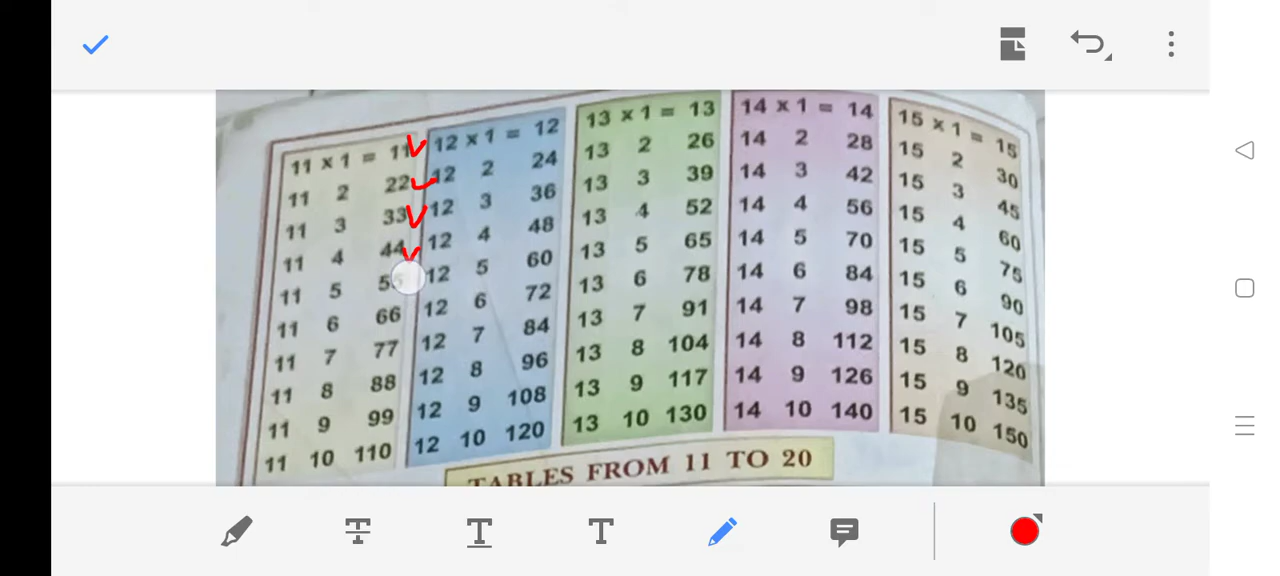 11 x 1 = 11
11 2 22
11 3 33
11 4 44
11 5
11 6 66
11 7 77
11 8 88
11 9 99
11 10 110
12 x 1 = 12
12 2 24
12 3 36
12 4 48
12 5 60
12 6 72
12 7 84
12 8 96
12 9 108
12 10 120
13 x 1 = 13
13 2 26
13 3 39
13 4 52
13 5 65
13 6 78
13 7 91
13 8 104
13 9 117
13 10 130
14 x 1 = 14
14 2 28
14 3 42
14 4 56
14 5 70
14 6 84
14 7 98
14 8 112
14 9 126
14 10 140
15 x 1 = 15
15 2 30
15 3 45
15 4 60
15 5 75
15 6 90
15 7 105
15 8 120
15 9 135
15 10 150
TABLES FROM 11 TO 20